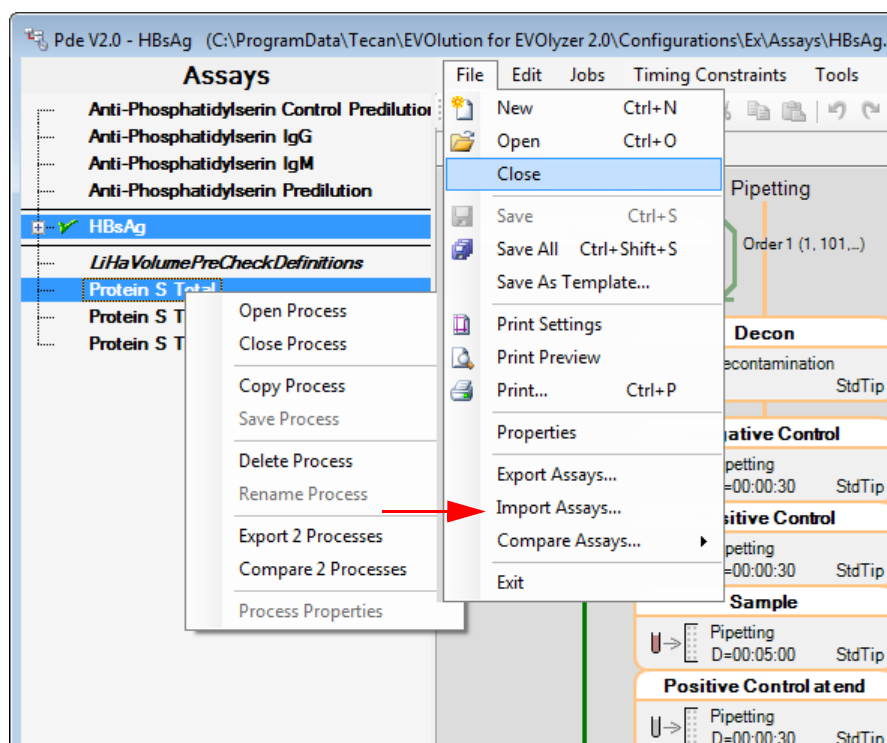 Pde V2.0 - HBsAg (C:\ProgramData\Tecan\EVOlution for EVOlyzer 2.0\Configurations\Ex\Assays\HBsAg.
Assays
Anti-Phosphatidylserin Control Predilution
Anti-Phosphatidylserin IgG
Anti-Phosphatidylserin IgM
Anti-Phosphatidylserin Predilution
HBsAg
LiHaVolumePreCheckDefinitions
Protein S Total
Protein S T
Protein S T
Open Process
Close Process
Copy Process
Save Process
Delete Process
Rename Process
Export 2 Processes
Compare 2 Processes
Process Properties
File Edit Jobs Timing Constraints Tools
New Ctrl+N
Open Ctrl+O
Close
Save Ctrl+S
Save All Ctrl+Shift+S
Save As Template...
Print Settings
Print Preview
Print... Ctrl+P
Properties
Export Assays...
Import Assays...
Compare Assays...
Exit
Pipetting
Order 1 (1, 101,...)
Decon
econtamination
StdTip
ative Control
petting
=00:00:30 StdTip
sitive Control
petting
=00:00:30 StdTip
Sample
Pipetting
D=00:05:00 StdTip
Positive Control at end
Pipetting
D=00:00:30 StdTip